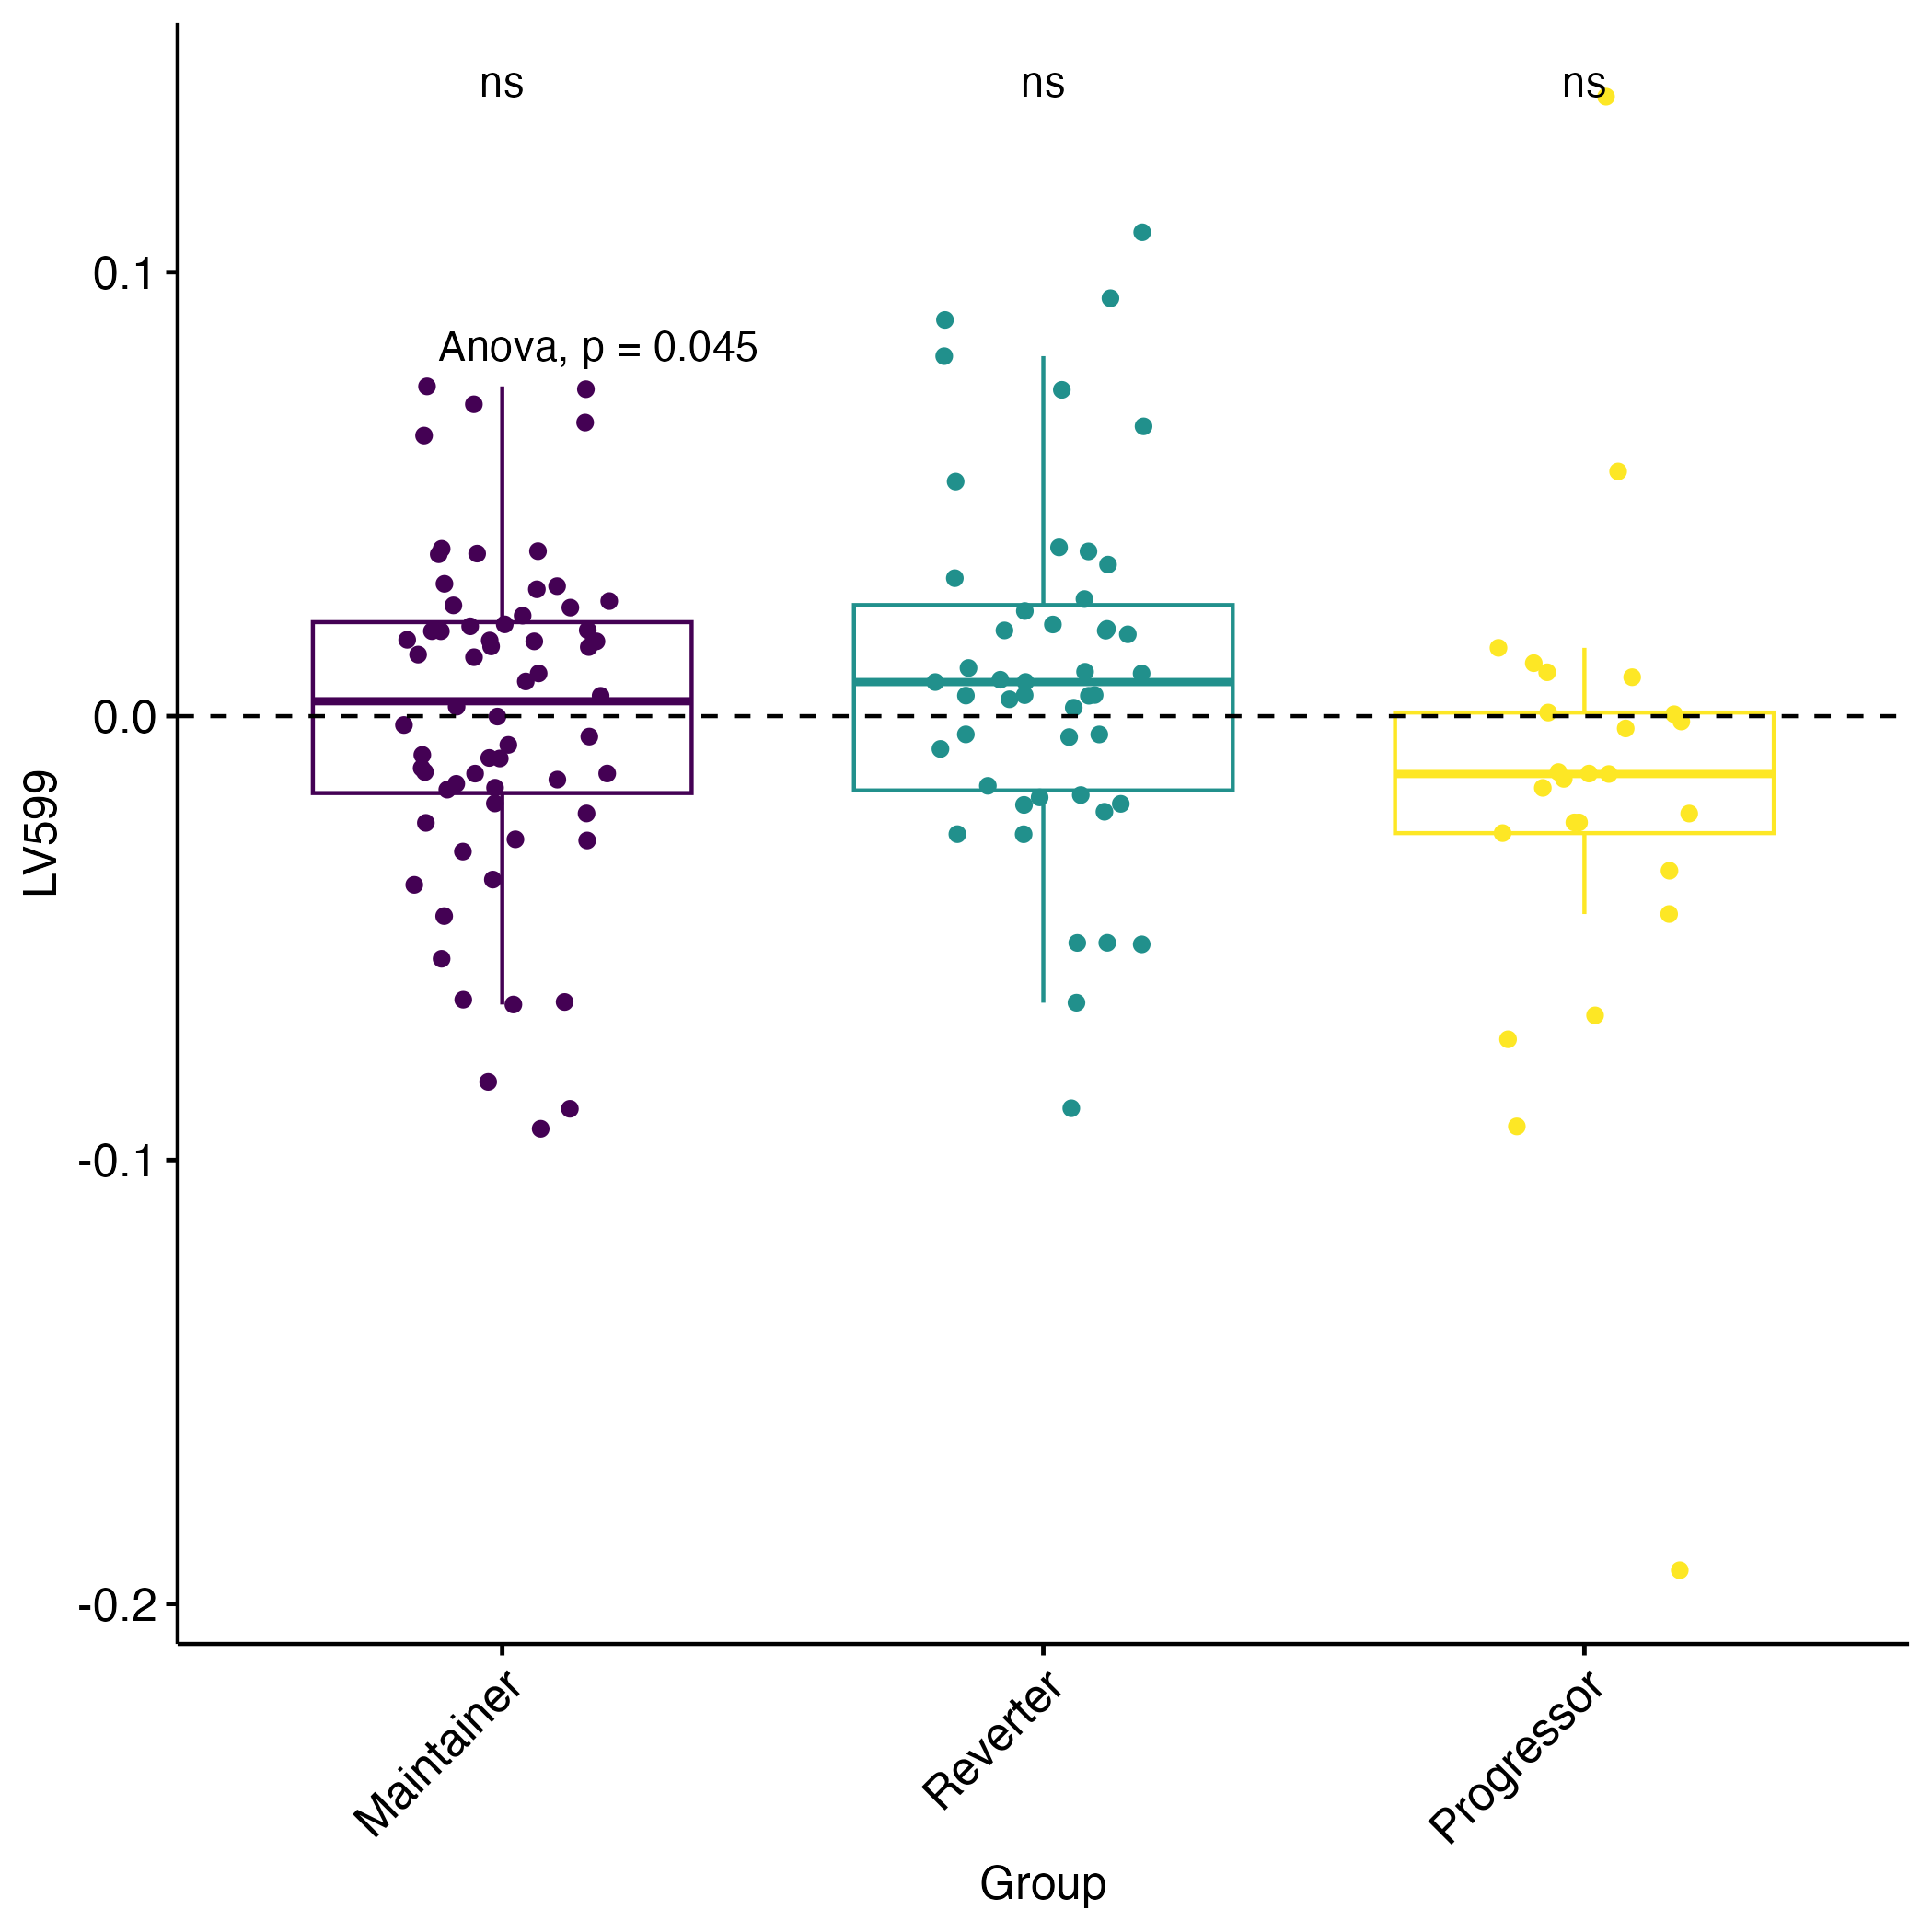 ns ns ns
Anova, p = 0.045
0.1
0.0
-0.1
-0.2
LV599
Maintainer
Reverter
Progressor
Group